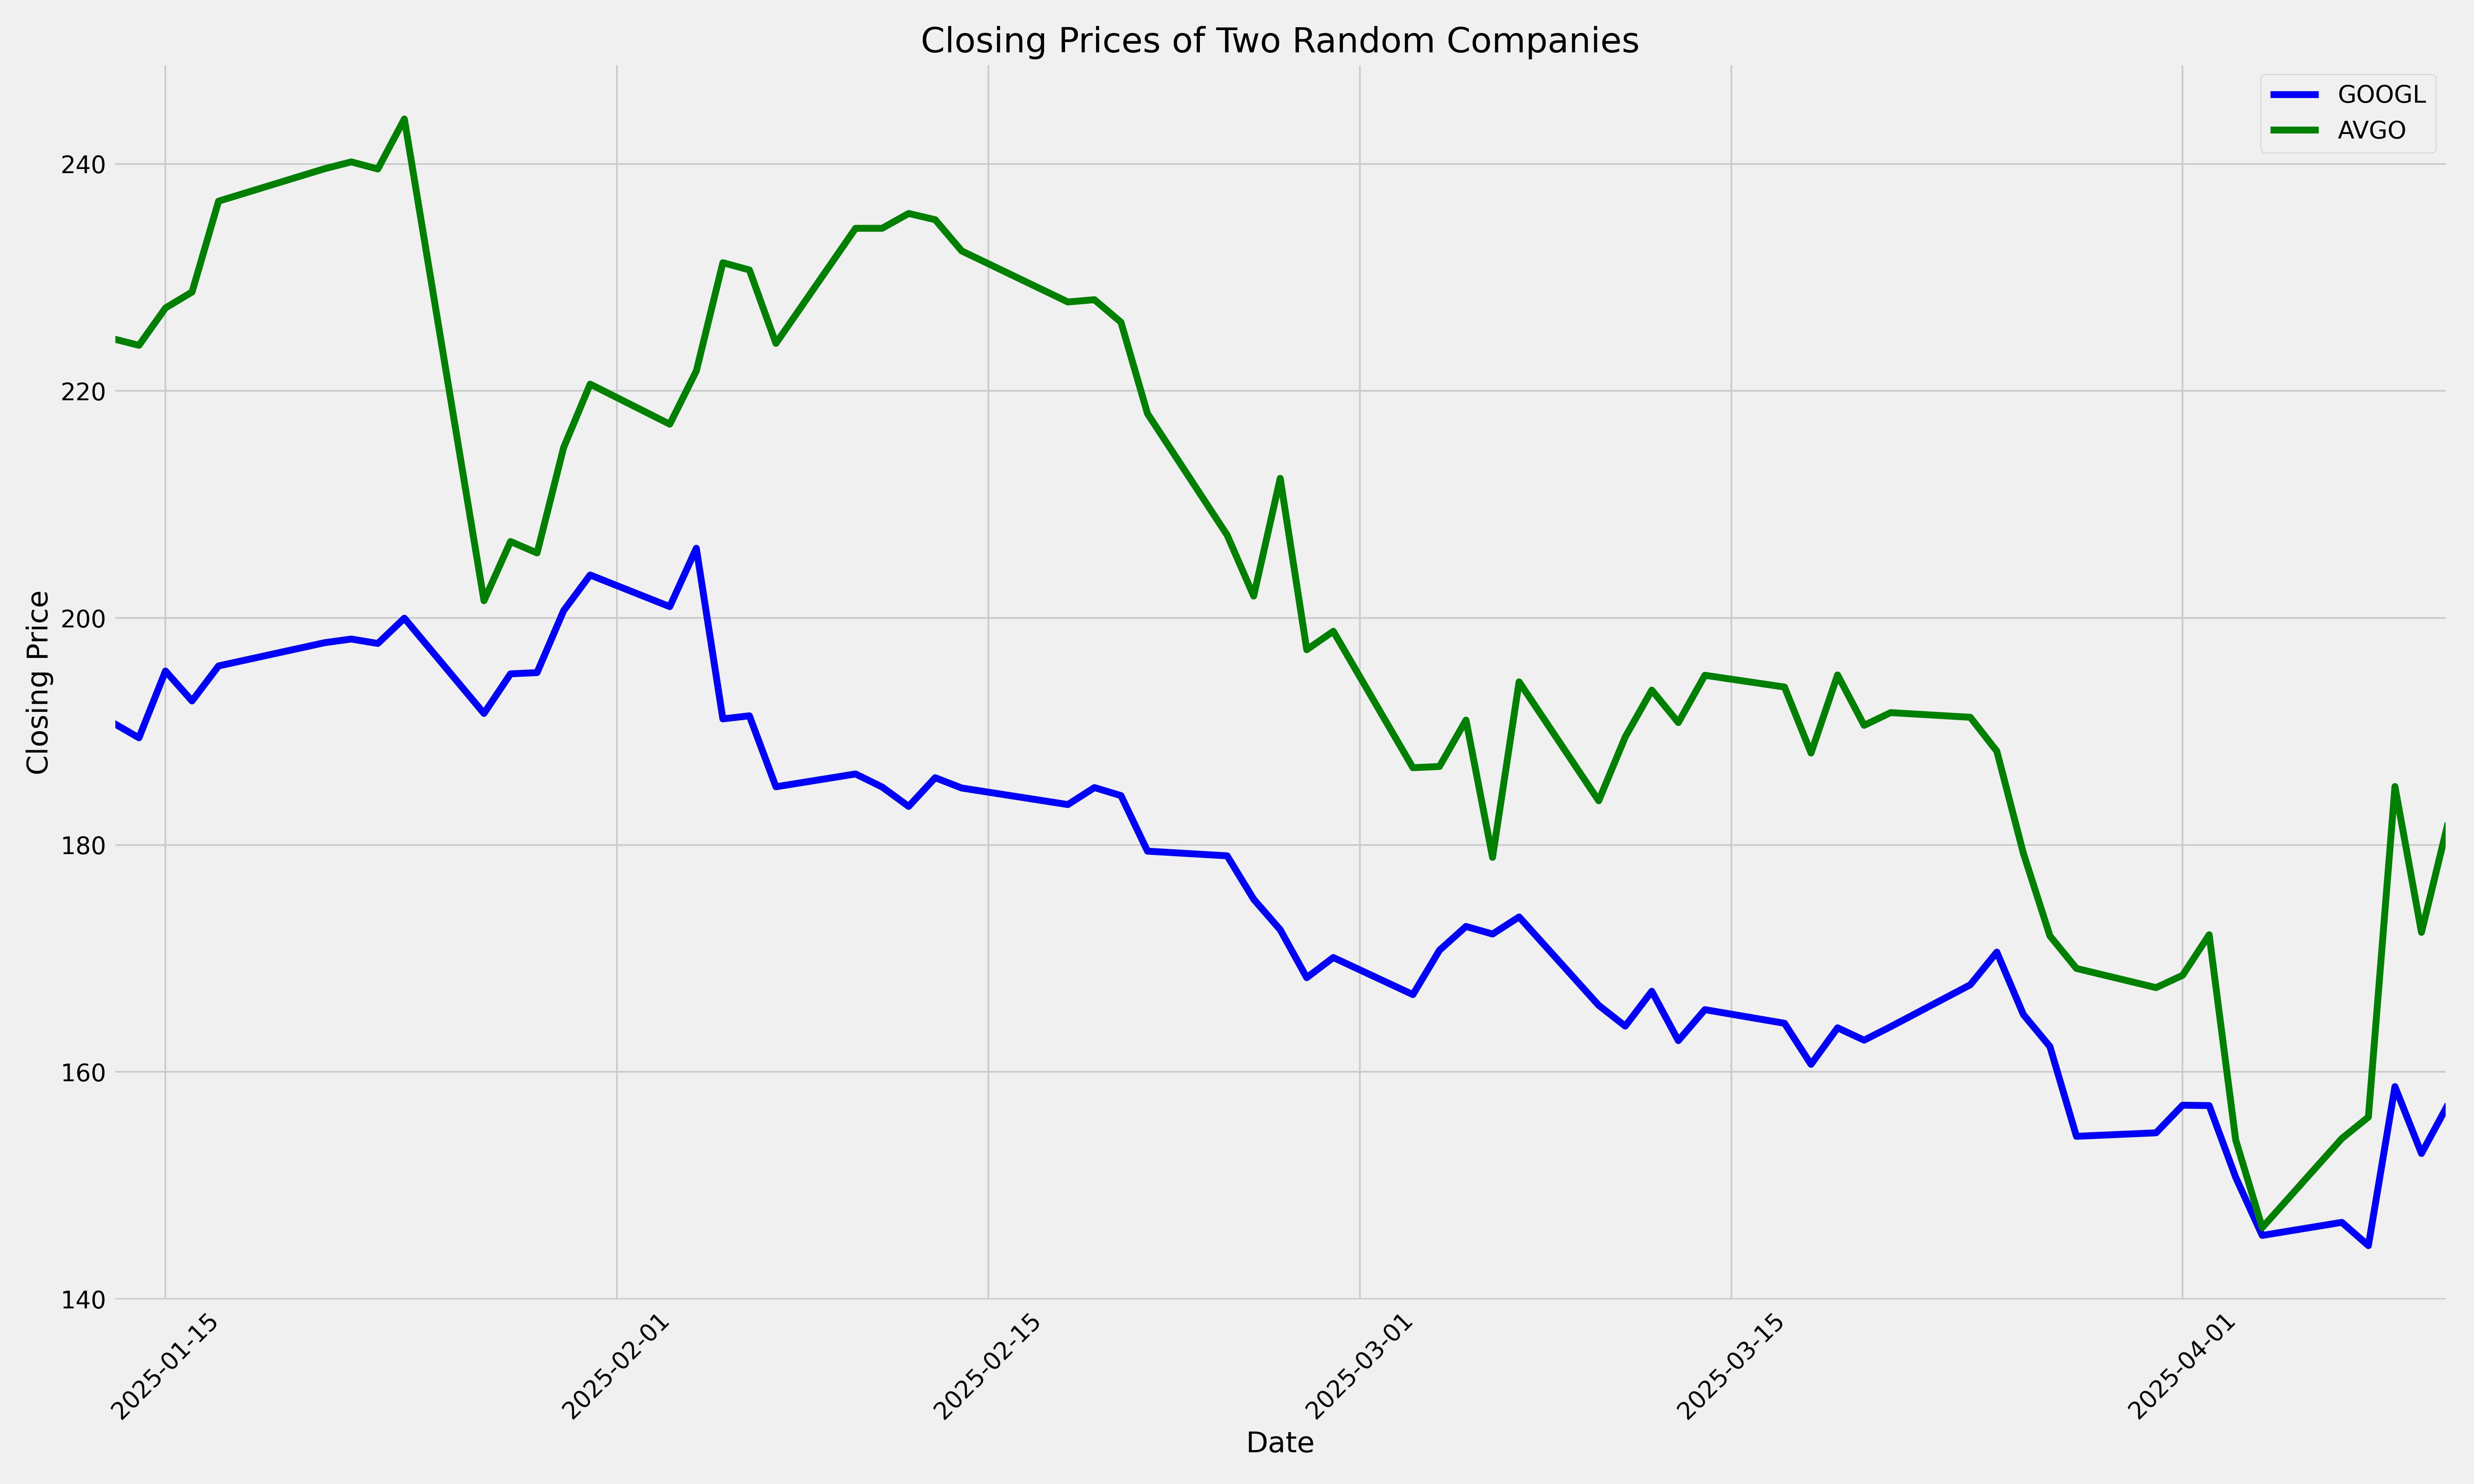 Closing Prices of Two Random Companies
GOOGL
AVGO
240
220
200
180
160
140
Closing Price
2025-01-15
2025-02-01
2025-02-15
2025-03-01
2025-03-15
2025-04-01
Date